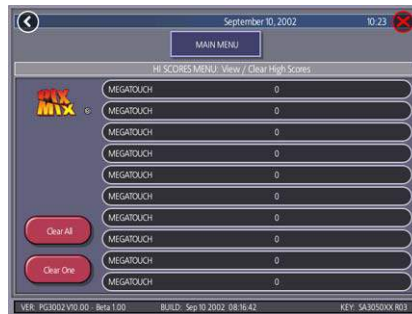 September 10, 2002 10:23
MAIN MENU
HI SCORES MENU: View / Clear High Scores
PIX
MIX
MEGATOUCH 0
MEGATOUCH 0
MEGATOUCH 0
MEGATOUCH 0
MEGATOUCH 0
MEGATOUCH 0
MEGATOUCH 0
MEGATOUCH 0
MEGATOUCH 0
MEGATOUCH 0
Clear All
Clear One
VER: PG3002 V10.00 - Beta 1.00 BUILD: Sep 10 2002 08:16:42 KEY: SA3050XX R03